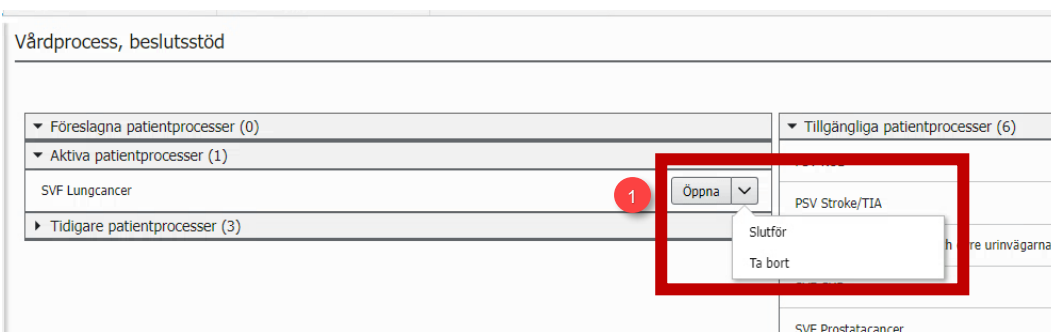 Vårdprocess, beslutsstöd
Föreslagna patientprocesser (0)
Aktiva patientprocesser (1)
SVF Lungcancer
1
Öppna
Slutför
Ta bort
Tidigare patientprocesser (3)
Tillgängliga patientprocesser (6)
PSV Stroke/TIA
urinvägarna
SVF Prostatacancer